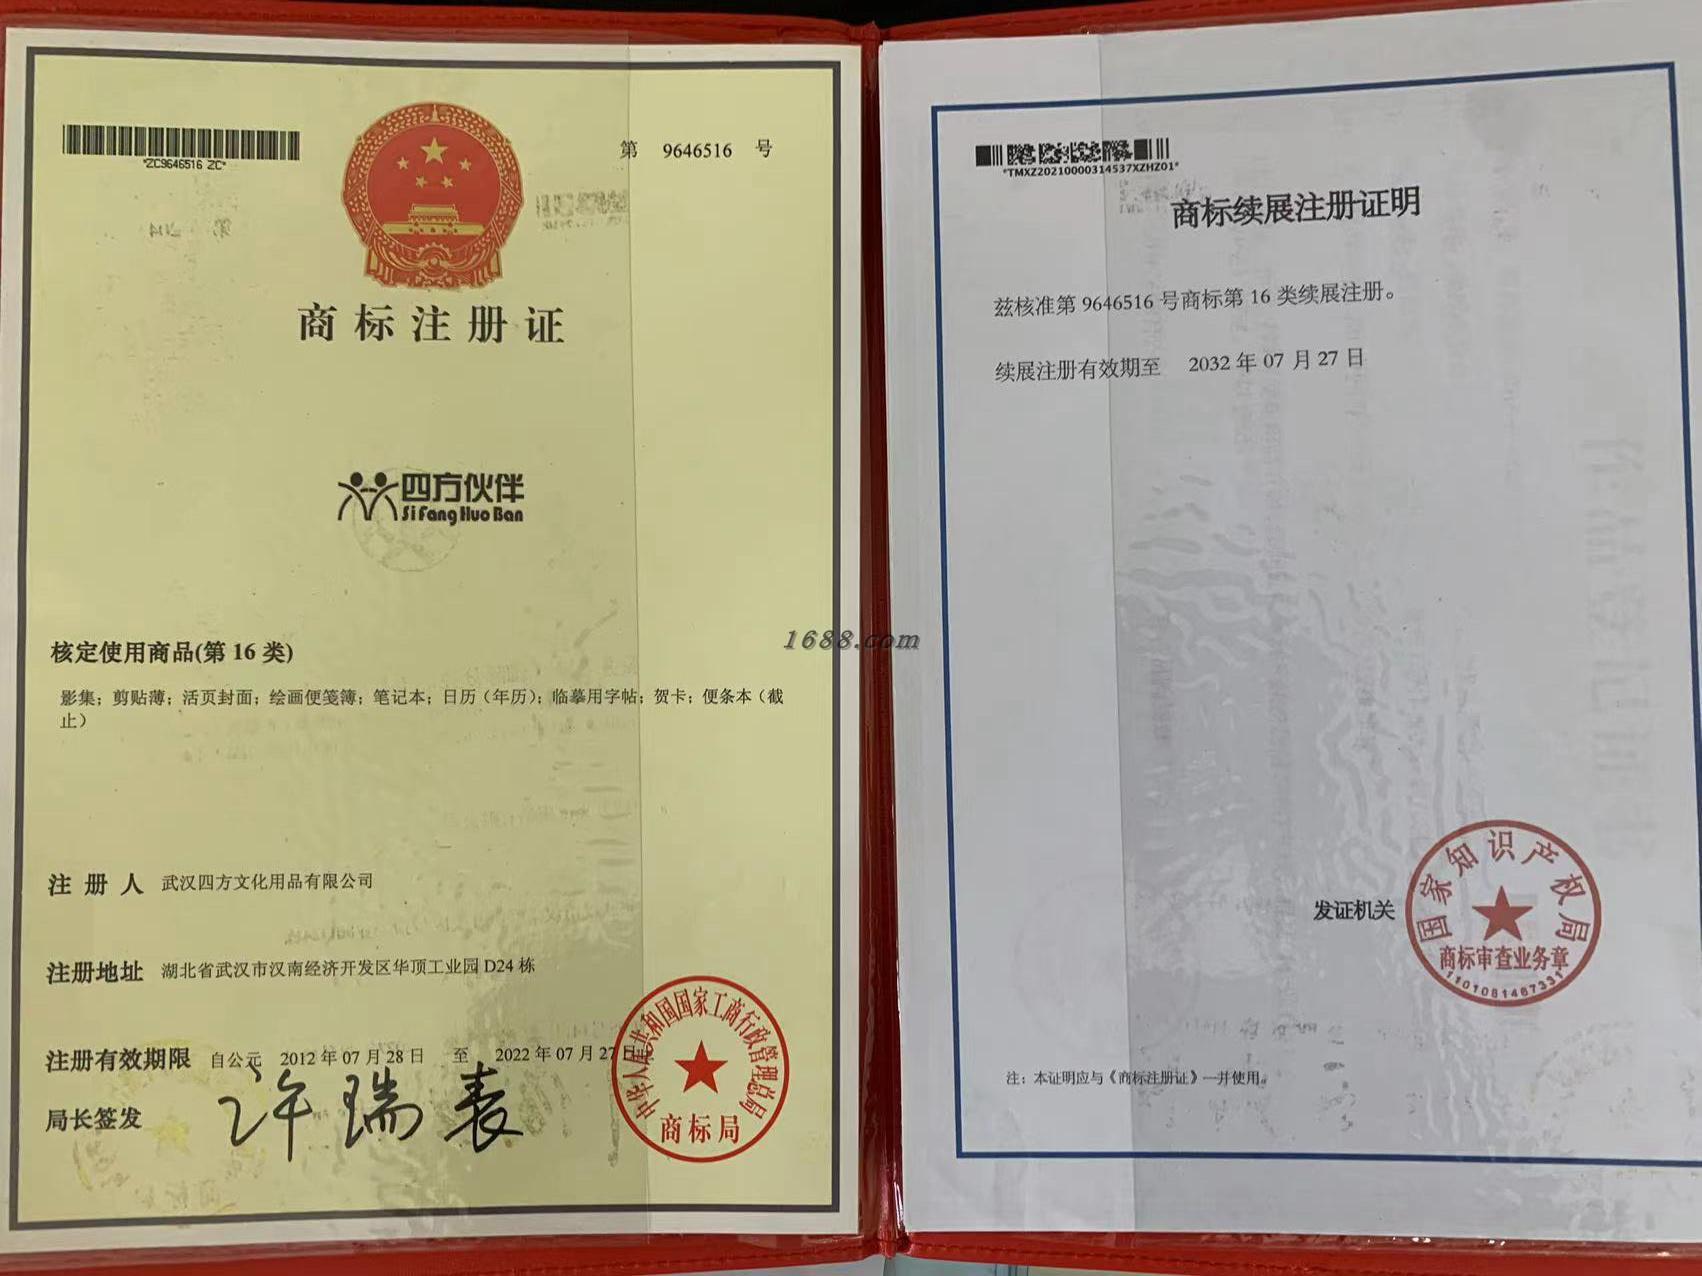 *ZC9646516 ZC*
第 9646516 号
商标注册证
四方伙伴
Si Fang Huo Ban
核定使用商品(第 16 类)
影集；剪贴薄；活页封面；绘画便笺簿；笔记本；日历（年历）；临摹用字帖；贺卡；便条本（截
止）
注 册 人 武汉四方文化用品有限公司
注册地址 湖北省武汉市汉南经济开发区华顶工业园 D24 栋
注册有效期限 自公元 2012 年 07 月 28 日 至 2022 年 07 月 27 日
局长签发 许瑞表
中华人民共和国国家工商行政管理总局
商标局
1688.com
*TMXZ20210000314537XZHZ01*
商标续展注册证明
兹核准第 9646516 号商标第 16 类续展注册。
续展注册有效期至 2032 年 07 月 27 日
发证机关
国家知识产权局
商标审查业务章
1101081467331
注：本证明应与《商标注册证》一并使用。